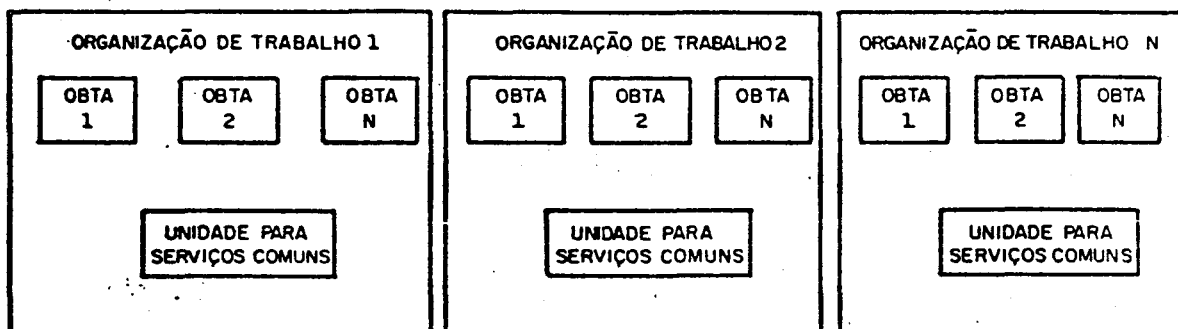 ORGANIZAÇÃO DE TRABALHO 1
OBTA
1
OBTA
2
OBTA
N
UNIDADE PARA
SERVIÇOS COMUNS
ORGANIZAÇÃO DE TRABALHO 2
OBTA
1
OBTA
2
OBTA
N
UNIDADE PARA
SERVIÇOS COMUNS
ORGANIZAÇÃO DE TRABALHO N
OBTA
1
OBTA
2
OBTA
N
UNIDADE PARA
SERVIÇOS COMUNS